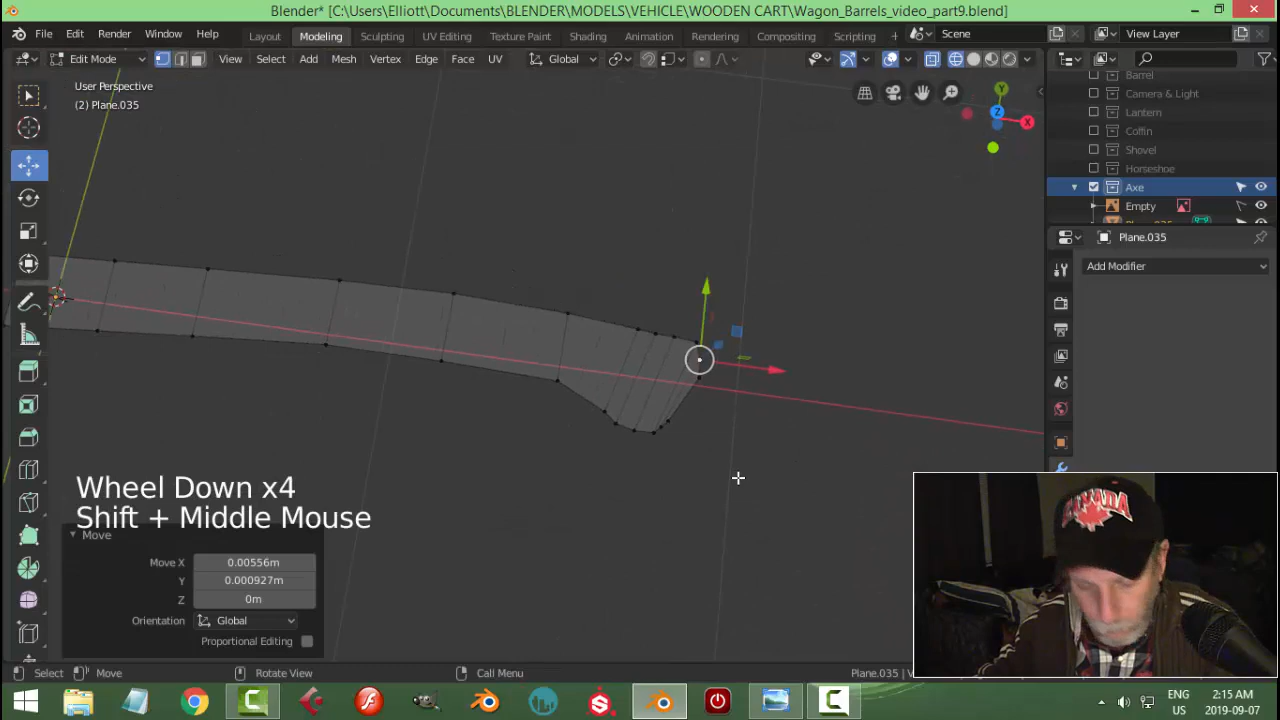 Blender* [C:\Users\Elliott\Documents\BLENDER\MODELS\VEHICLE\WOODEN CART\Wagon_Barrels_video_part9.blend]
File Edit Render Window Help Layout Modeling Sculpting UV Editing Texture Paint Shading Animation Rendering Compositing Scripting + Scene View Layer
Edit Mode View Select Add Mesh Vertex Edge Face UV Global
User Perspective
(2) Plane.035
Y
Z
X
Barrel
Camera & Light
Lantern
Coffin
Shovel
Horseshoe
Axe
Empty
Plane.035
Add Modifier
Wheel Down x4
Shift + Middle Mouse
Move
Move X 0.00556m
Y 0.000927m
Z 0m
Orientation Global
Proportional Editing
CANADA
Select Move Rotate View Call Menu Plane.035 | V
ENG
US
2:15 AM
2019-09-07